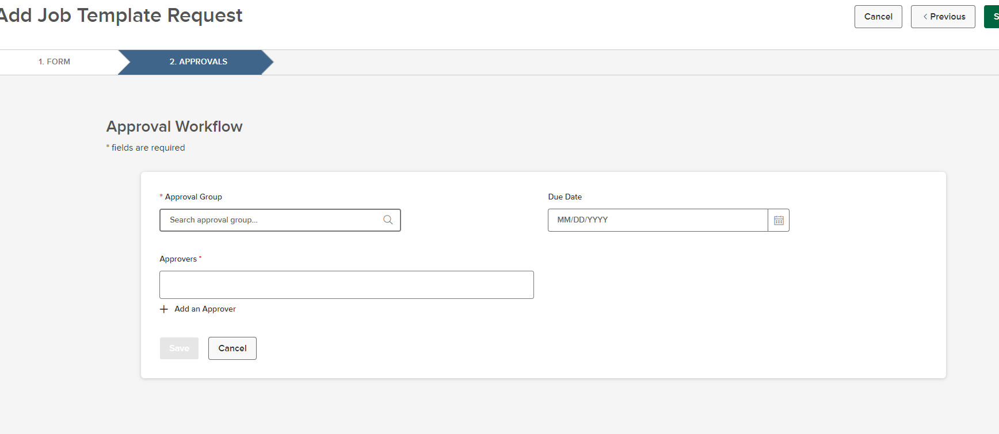 Add Job Template Request
Cancel
< Previous
S
1. FORM
2. APPROVALS
Approval Workflow
* fields are required
* Approval Group
Due Date
Search approval group...
MM/DD/YYYY
Approvers *
+ Add an Approver
Save
Cancel